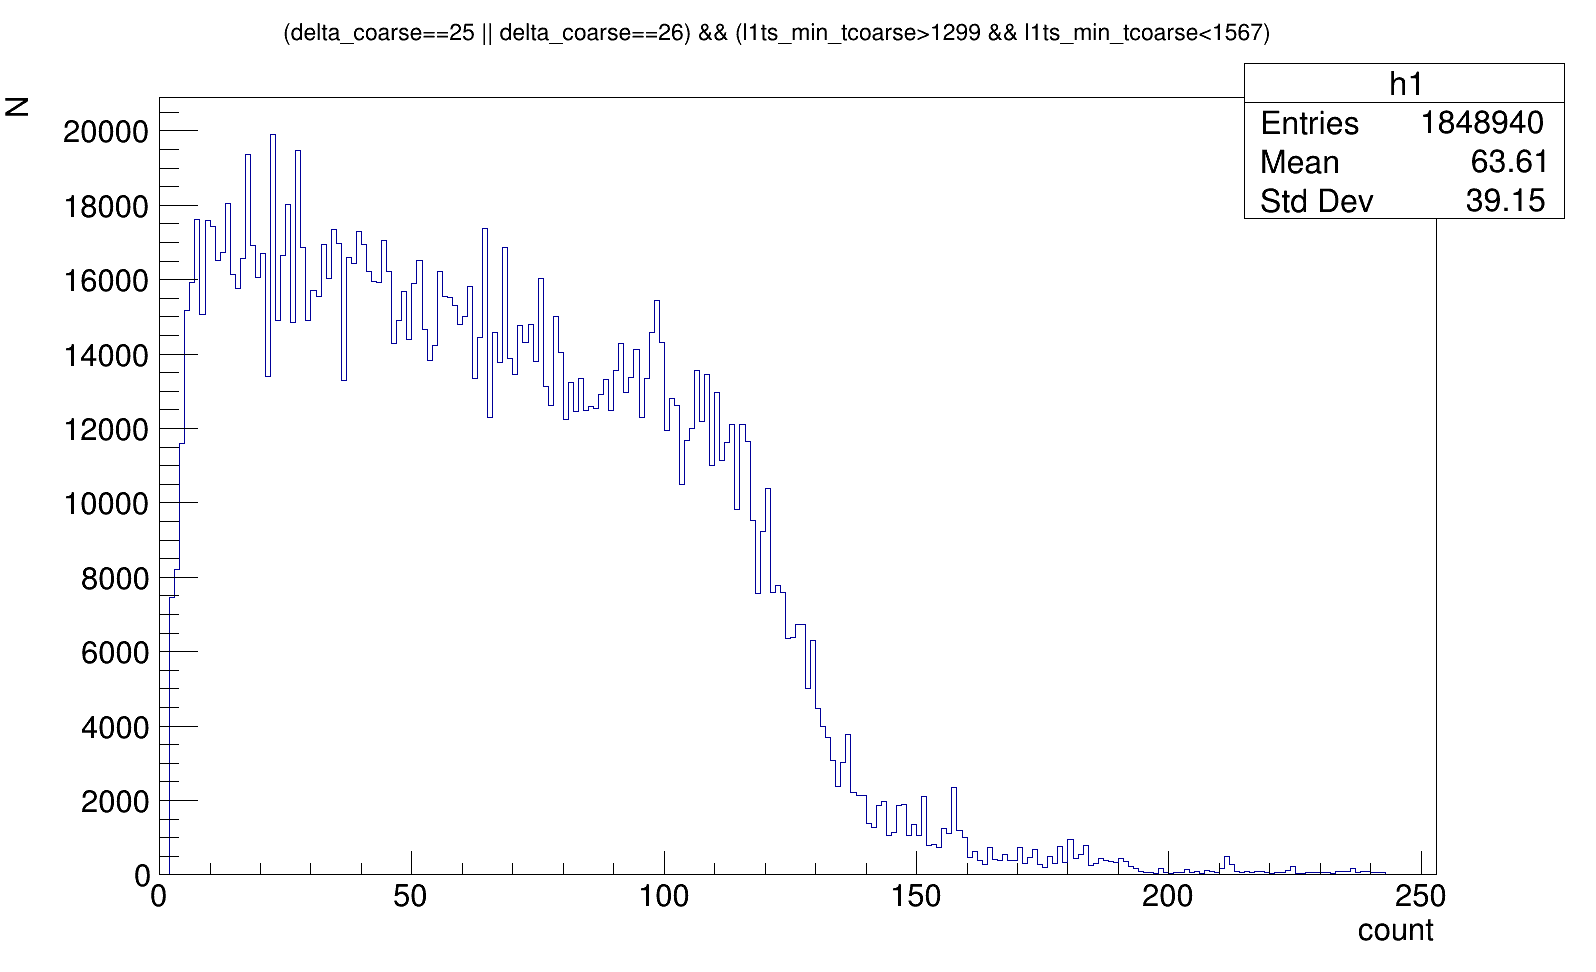 (delta_coarse==25 || delta_coarse==26) && (l1ts_min_tcoarse>1299 && l1ts_min_tcoarse<1567)
h1
Entries 1848940
Mean 63.61
Std Dev 39.15
N
20000
18000
16000
14000
12000
10000
8000
6000
4000
2000
0
0 50 100 150 200 250
count